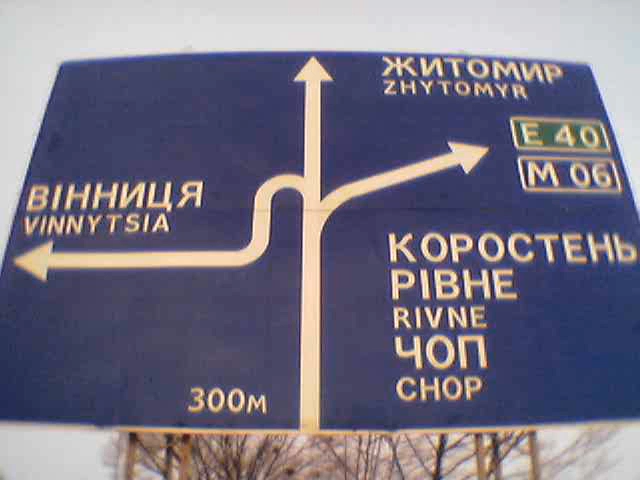 ЖИТОМИР
ZHYTOMYR
E 40
М 06
ВІННИЦЯ
VINNYTSIA
КОРОСТЕНЬ
РІВНЕ
RIVNE
ЧОП
CHOP
300м